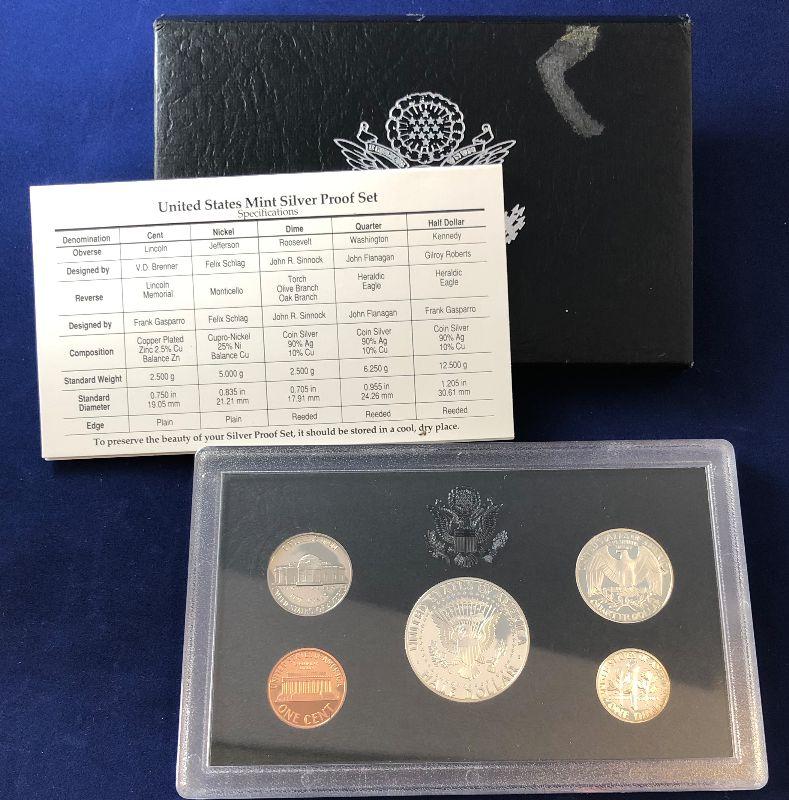 United States Mint Silver Proof Set
Specifications
Denomination Cent Nickel Dime Quarter Half Dollar
Obverse Lincoln Jefferson Roosevelt Washington Kennedy
Designed by V.D. Brenner Felix Schlag John R. Sinnock John Flanagan Gilroy Roberts
Reverse Lincoln Memorial Monticello Torch Olive Branch Oak Branch Heraldic Eagle Heraldic Eagle
Designed by Frank Gasparro Felix Schlag John R. Sinnock John Flanagan Frank Gasparro
Composition Copper Plated Zinc 2.5% Cu Balance Zn Cupro-Nickel 25% Ni Balance Cu Coin Silver 90% Ag 10% Cu Coin Silver 90% Ag 10% Cu Coin Silver 90% Ag 10% Cu
Standard Weight 2.500 g 5.000 g 2.500 g 6.250 g 12.500 g
Standard Diameter 0.750 in 19.05 mm 0.835 in 21.21 mm 0.705 in 17.91 mm 0.955 in 24.26 mm 1.205 in 30.61 mm
Edge Plain Plain Reeded Reeded Reeded
To preserve the beauty of your Silver Proof Set, it should be stored in a cool, dry place.
UNITED STATES OF AMERICA
HALF DOLLAR
QUARTER DOLLAR
UNITED STATES OF AMERICA
ONE CENT
ONE DIME